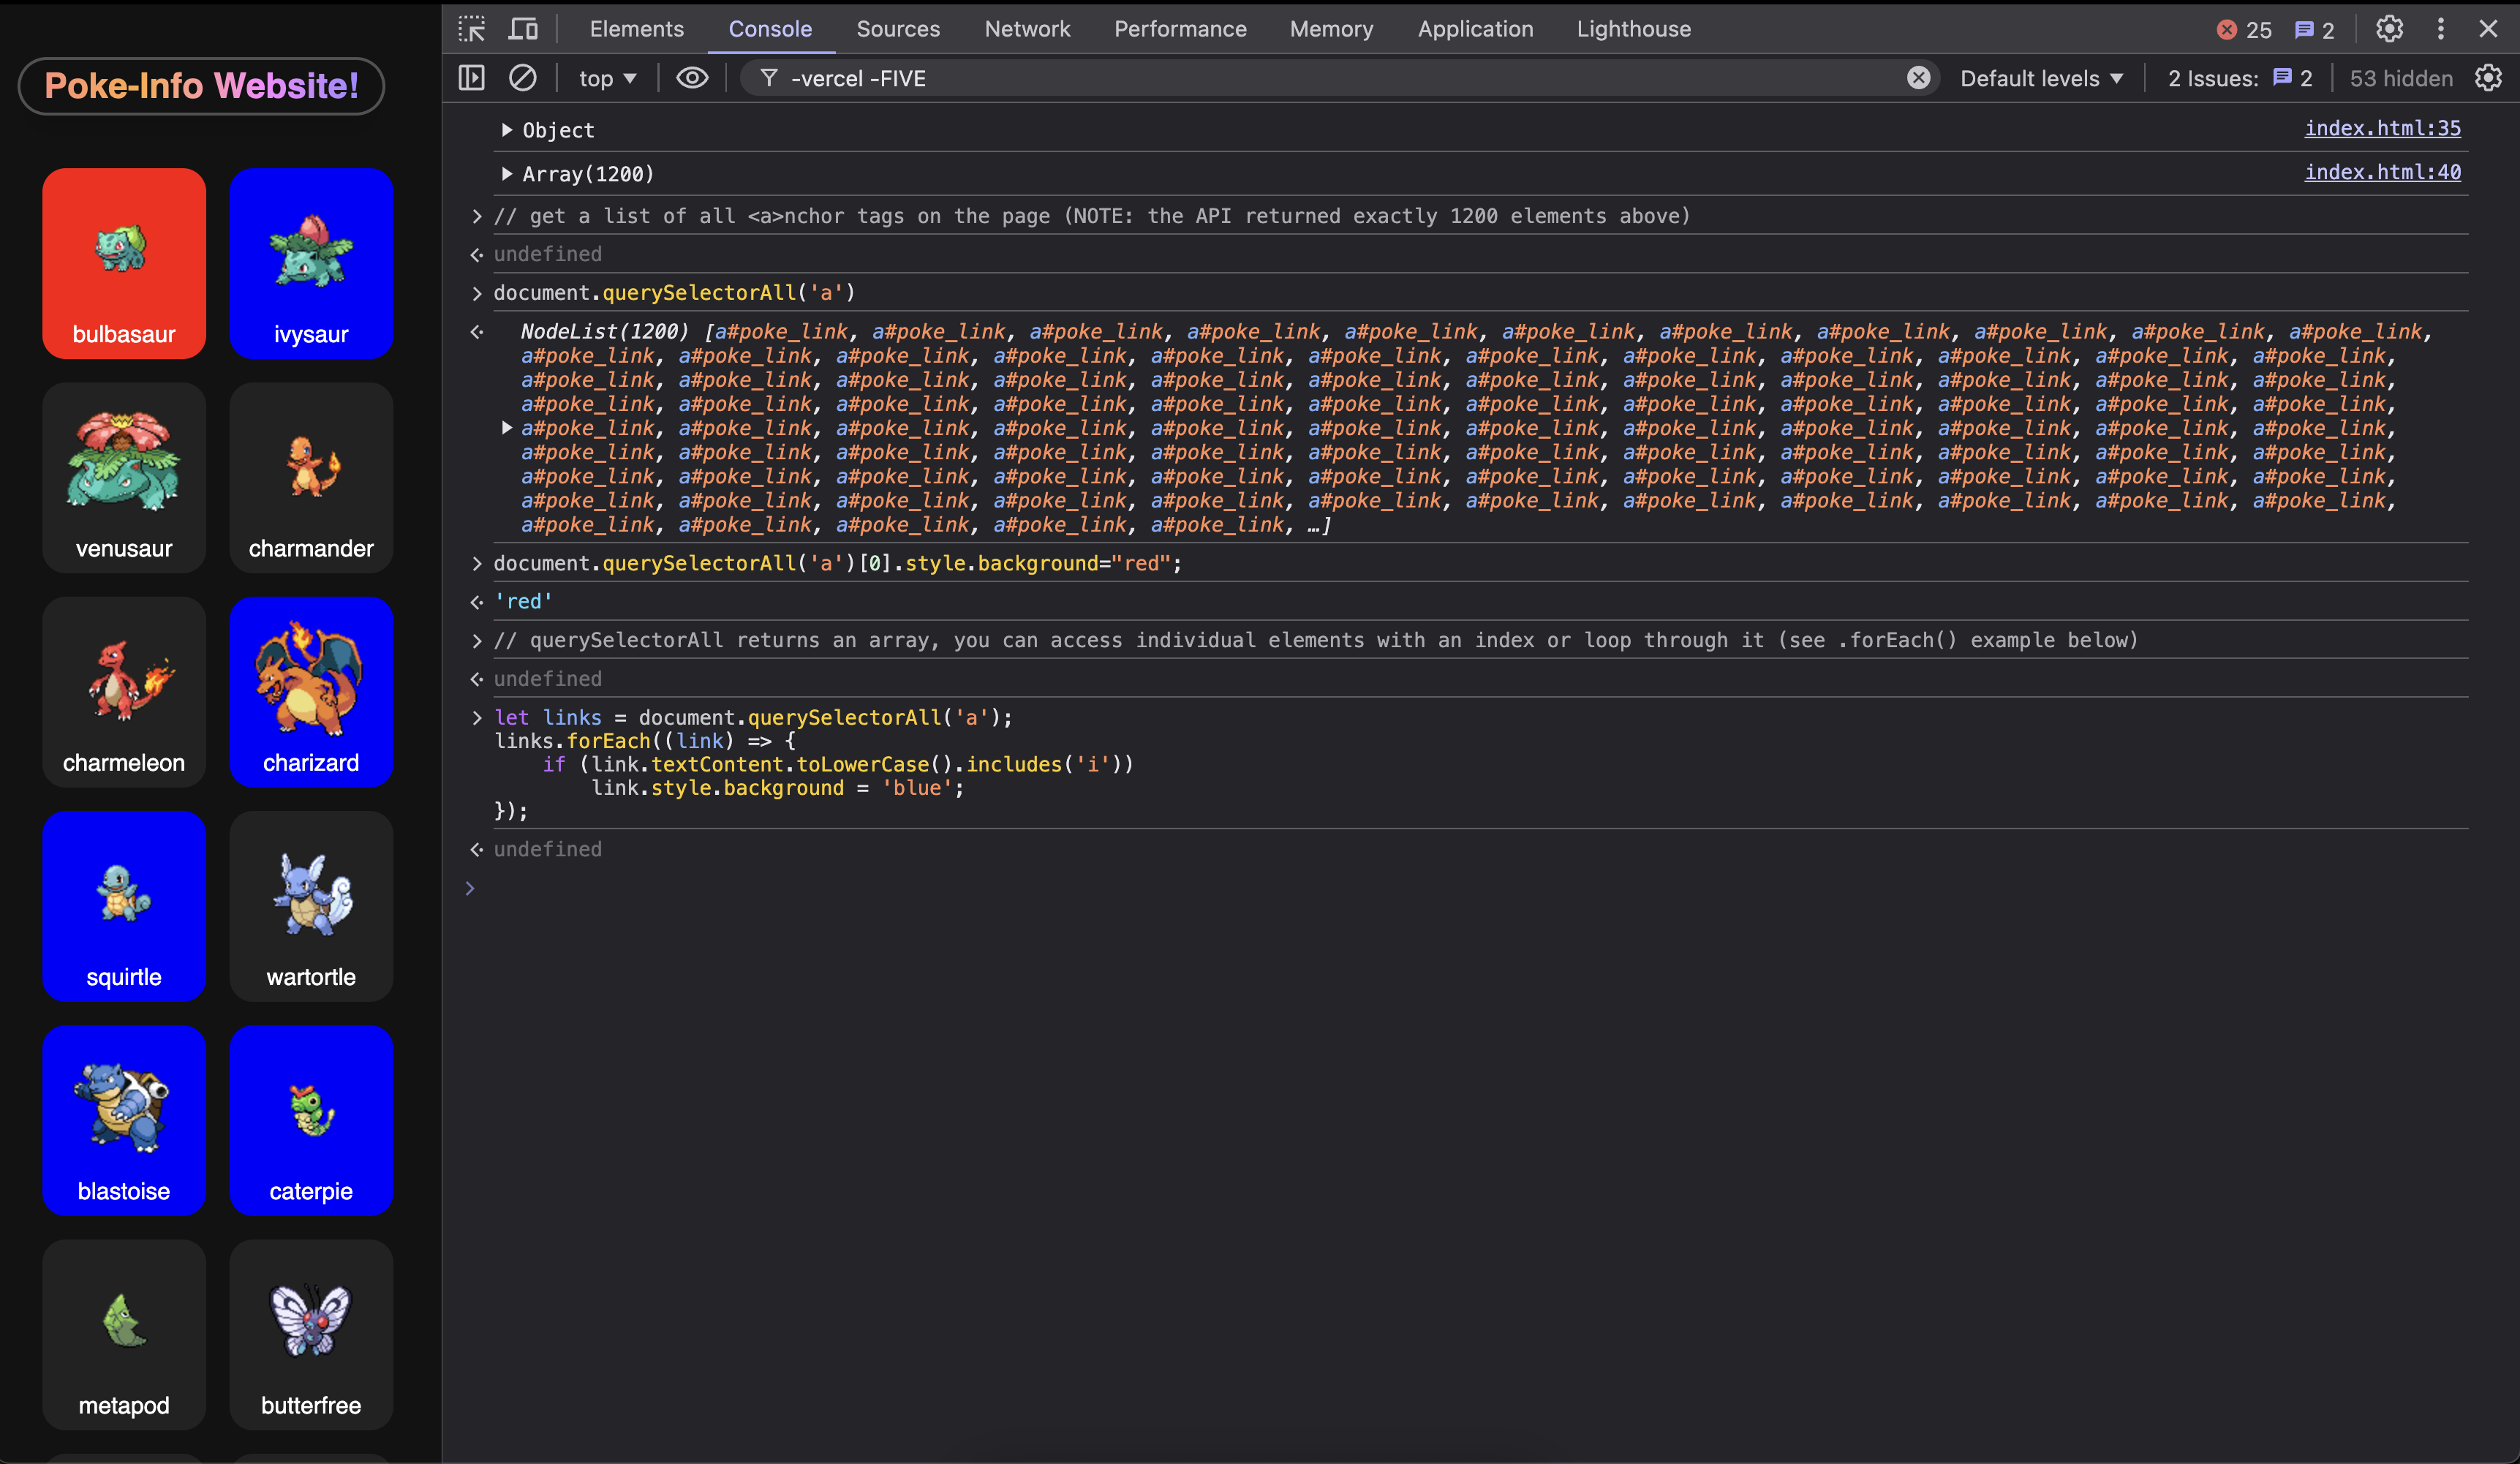 Poke-Info Website!
bulbasaur
ivysaur
venusaur
charmander
charmeleon
charizard
squirtle
wartortle
blastoise
caterpie
metapod
butterfree
Elements Console Sources Network Performance Memory Application Lighthouse 25 2
top -vercel -FIVE Default levels 2 Issues: 2 53 hidden
Object index.html:35
Array(1200) index.html:40
// get a list of all <a>nchor tags on the page (NOTE: the API returned exactly 1200 elements above)
undefined
document.querySelectorAll('a')
NodeList(1200) [a#poke_link, a#poke_link, a#poke_link, a#poke_link, a#poke_link, a#poke_link, a#poke_link, a#poke_link, a#poke_link, a#poke_link, a#poke_link,
a#poke_link, a#poke_link, a#poke_link, a#poke_link, a#poke_link, a#poke_link, a#poke_link, a#poke_link, a#poke_link, a#poke_link, a#poke_link, a#poke_link,
a#poke_link, a#poke_link, a#poke_link, a#poke_link, a#poke_link, a#poke_link, a#poke_link, a#poke_link, a#poke_link, a#poke_link, a#poke_link, a#poke_link,
a#poke_link, a#poke_link, a#poke_link, a#poke_link, a#poke_link, a#poke_link, a#poke_link, a#poke_link, a#poke_link, a#poke_link, a#poke_link, a#poke_link,
a#poke_link, a#poke_link, a#poke_link, a#poke_link, a#poke_link, a#poke_link, a#poke_link, a#poke_link, a#poke_link, a#poke_link, a#poke_link, a#poke_link,
a#poke_link, a#poke_link, a#poke_link, a#poke_link, a#poke_link, a#poke_link, a#poke_link, a#poke_link, a#poke_link, a#poke_link, a#poke_link, a#poke_link,
a#poke_link, a#poke_link, a#poke_link, a#poke_link, a#poke_link, a#poke_link, a#poke_link, a#poke_link, a#poke_link, a#poke_link, a#poke_link, a#poke_link,
a#poke_link, a#poke_link, a#poke_link, a#poke_link, a#poke_link, a#poke_link, a#poke_link, a#poke_link, a#poke_link, a#poke_link, a#poke_link, a#poke_link,
a#poke_link, a#poke_link, a#poke_link, a#poke_link, a#poke_link, …]
document.querySelectorAll('a')[0].style.background="red";
'red'
// querySelectorAll returns an array, you can access individual elements with an index or loop through it (see .forEach() example below)
undefined
let links = document.querySelectorAll('a');
links.forEach((link) => {
    if (link.textContent.toLowerCase().includes('i'))
        link.style.background = 'blue';
});
undefined